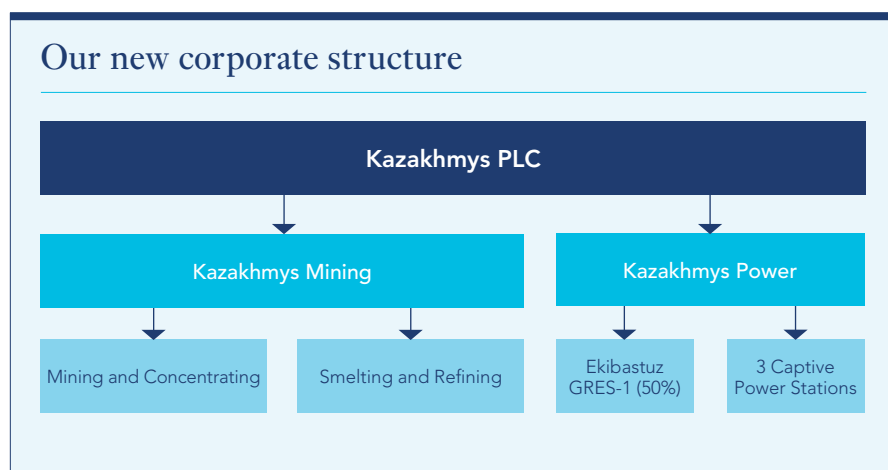 Our new corporate structure
Kazakhmys PLC
Kazakhmys Mining
Kazakhmys Power
Mining and Concentrating
Smelting and Refining
Ekibastuz
GRES-1 (50%)
3 Captive
Power Stations